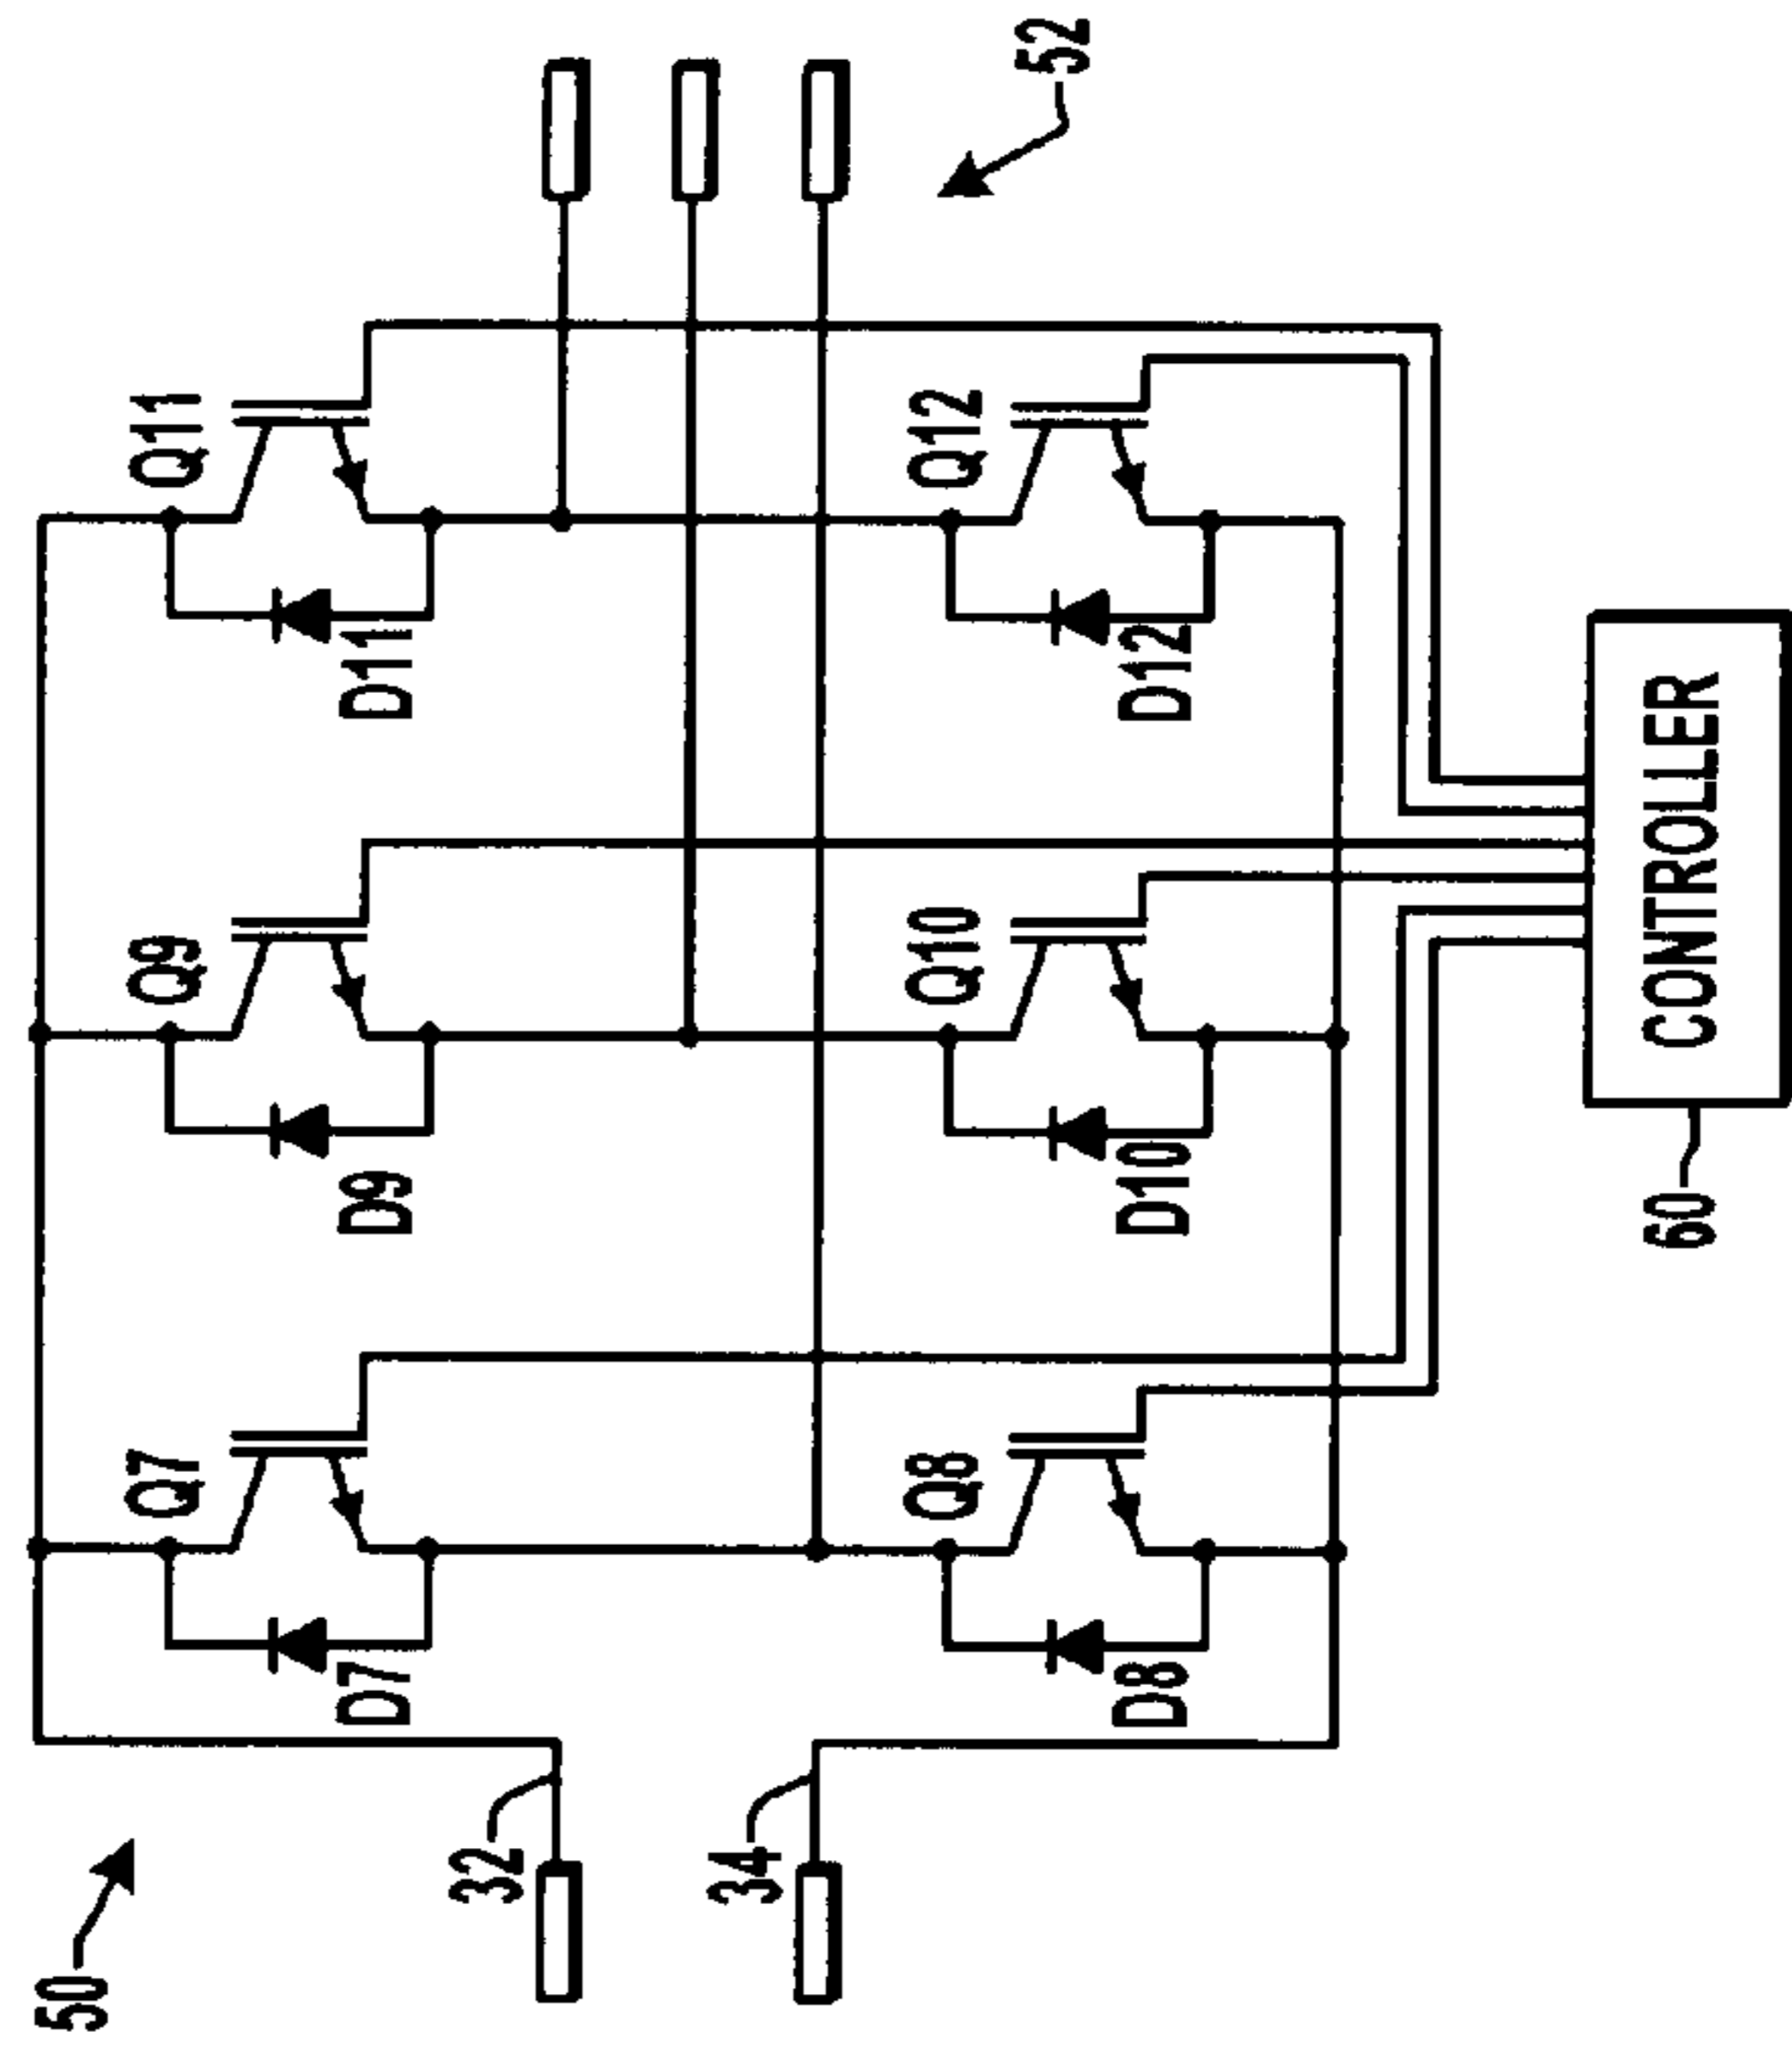 50
52
Q7
Q9
Q11
D7
D9
D11
32
34
Q8
Q10
Q12
D8
D10
D12
60
CONTROLLER